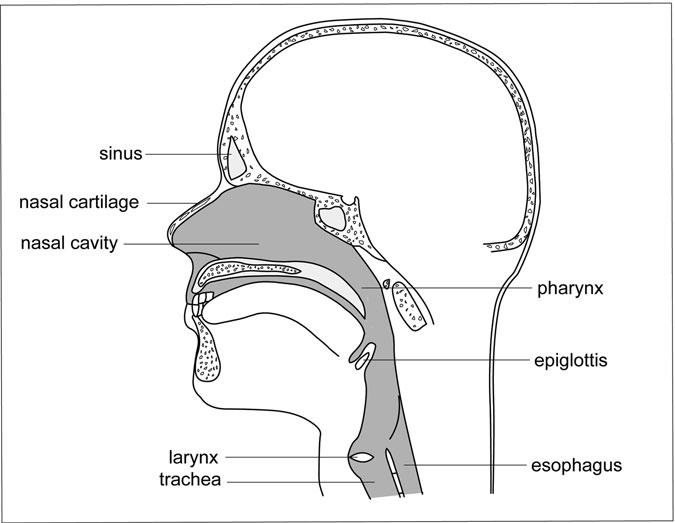 sinus
nasal cartilage
nasal cavity
pharynx
epiglottis
larynx
esophagus
trachea